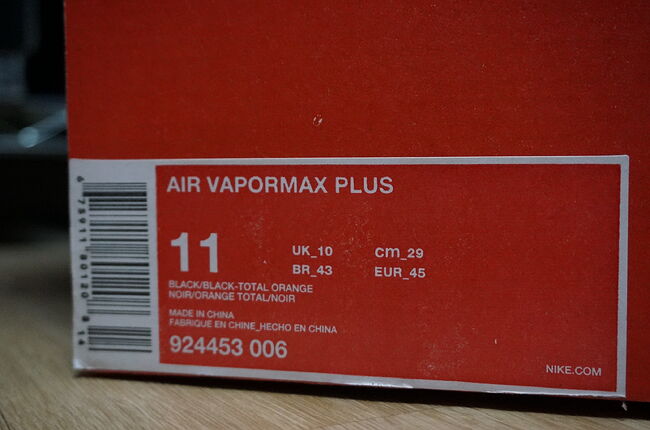 AIR VAPORMAX PLUS
11
UK_10 cm_29
BR_43 EUR_45
BLACK/BLACK-TOTAL ORANGE
NOIR/ORANGE TOTAL/NOIR
MADE IN CHINA
FABRIQUE EN CHINE_HECHO EN CHINA
924453 006
NIKE.COM